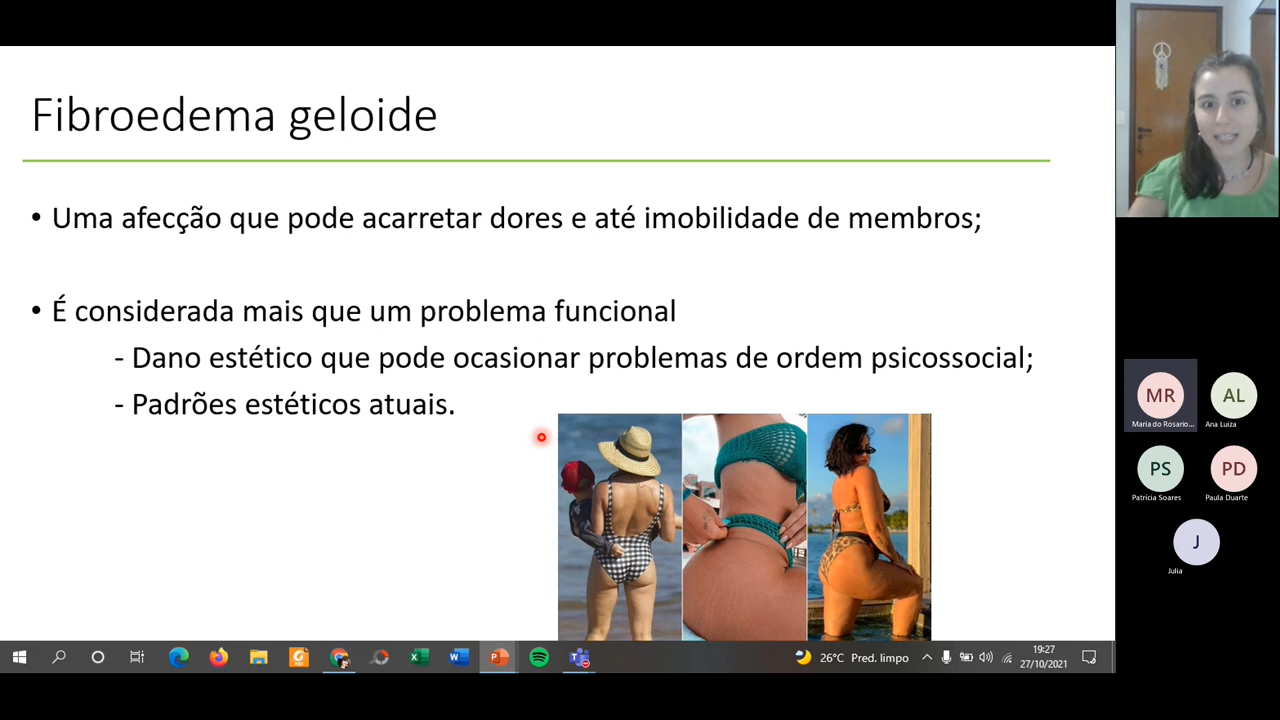 Fibroedema geloide
• Uma afecção que pode acarretar dores e até imobilidade de membros;
• É considerada mais que um problema funcional
- Dano estético que pode ocasionar problemas de ordem psicossocial;
- Padrões estéticos atuais.
MR
Maria do Rosario...
AL
Ana Luiza
PS
Patrícia Soares
PD
Paula Duarte
J
Julia
26°C Pred. limpo
19:27
27/10/2021